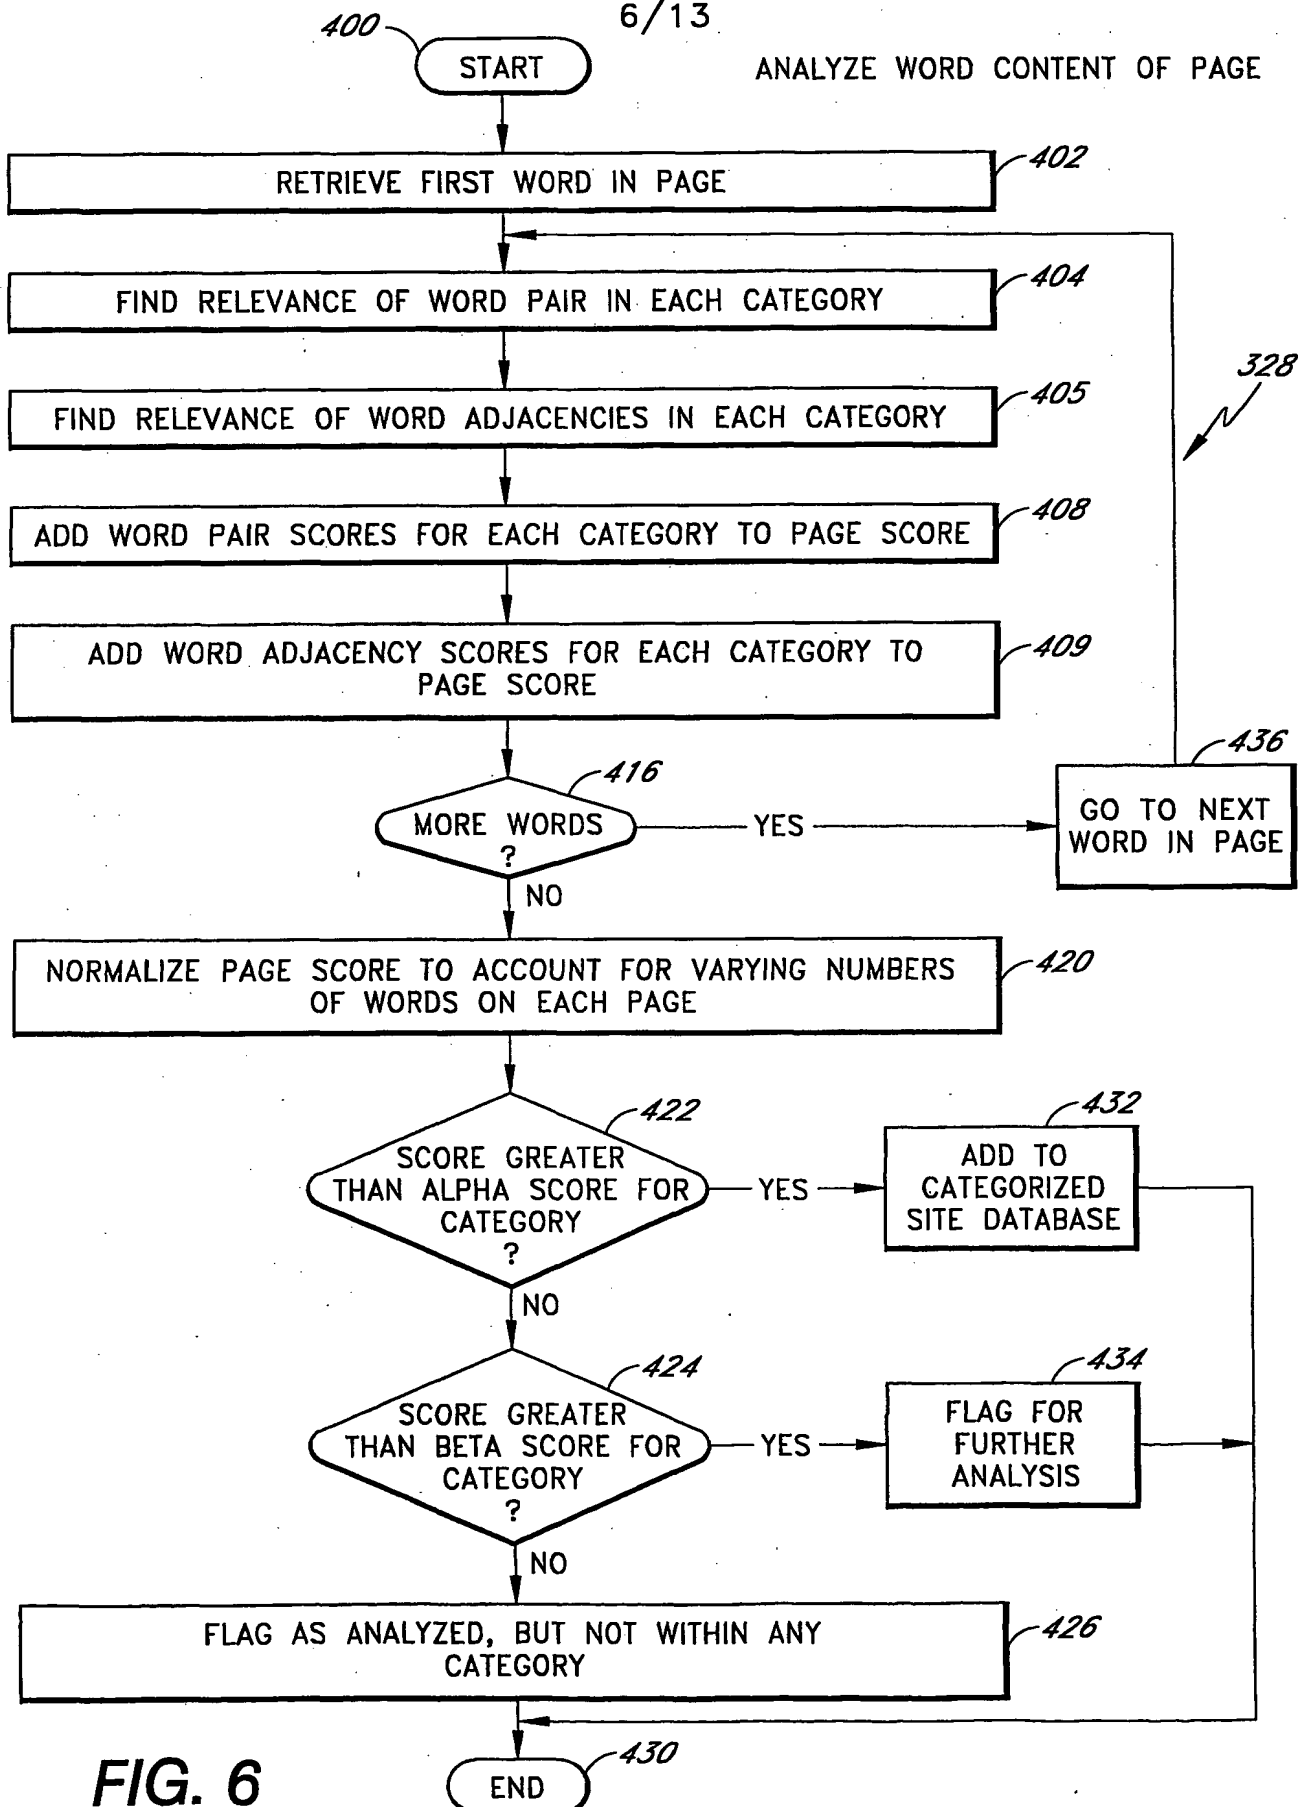 6/13
400
START
ANALYZE WORD CONTENT OF PAGE
402
RETRIEVE FIRST WORD IN PAGE
404
FIND RELEVANCE OF WORD PAIR IN EACH CATEGORY
328
405
FIND RELEVANCE OF WORD ADJACENCIES IN EACH CATEGORY
408
ADD WORD PAIR SCORES FOR EACH CATEGORY TO PAGE SCORE
409
ADD WORD ADJACENCY SCORES FOR EACH CATEGORY TO
PAGE SCORE
416
MORE WORDS
?
YES
436
GO TO NEXT
WORD IN PAGE
NO
420
NORMALIZE PAGE SCORE TO ACCOUNT FOR VARYING NUMBERS
OF WORDS ON EACH PAGE
422
SCORE GREATER
THAN ALPHA SCORE FOR
CATEGORY
?
YES
432
ADD TO
CATEGORIZED
SITE DATABASE
NO
424
SCORE GREATER
THAN BETA SCORE FOR
CATEGORY
?
YES
434
FLAG FOR
FURTHER
ANALYSIS
NO
426
FLAG AS ANALYZED, BUT NOT WITHIN ANY
CATEGORY
430
END
FIG. 6